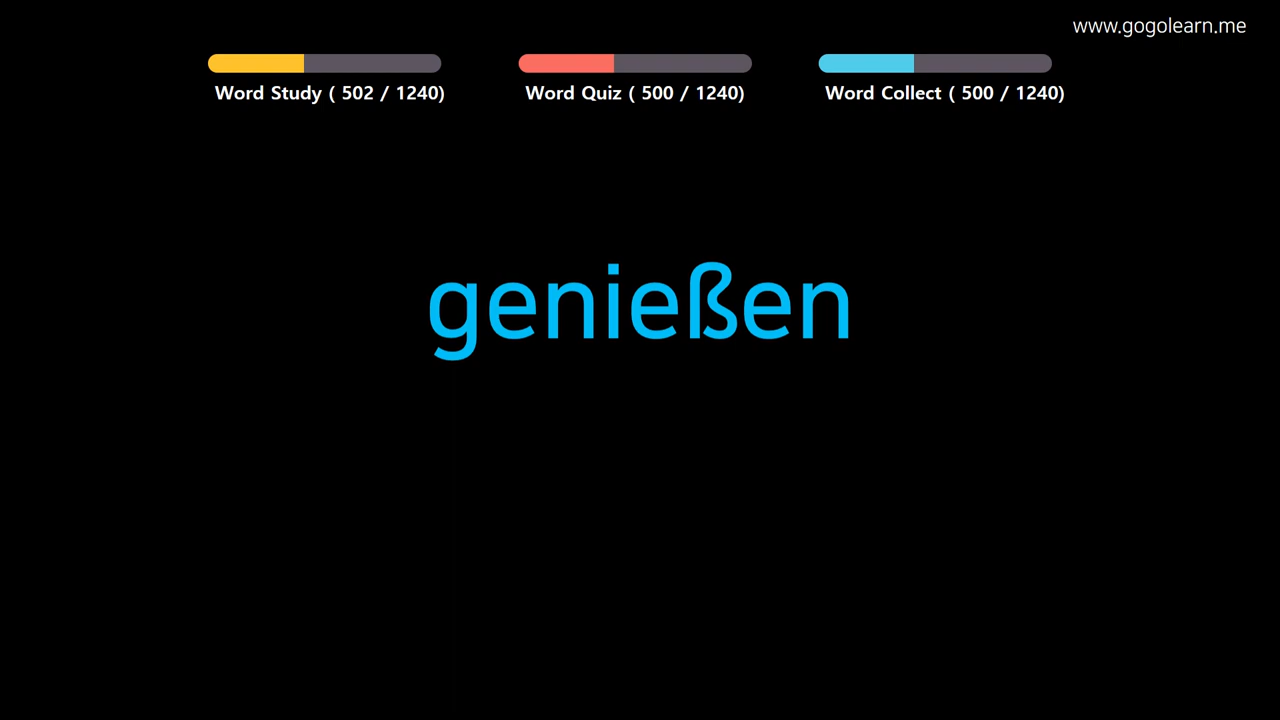 www.gogolearn.me
Word Study ( 502 / 1240)
Word Quiz ( 500 / 1240)
Word Collect ( 500 / 1240)
genießen